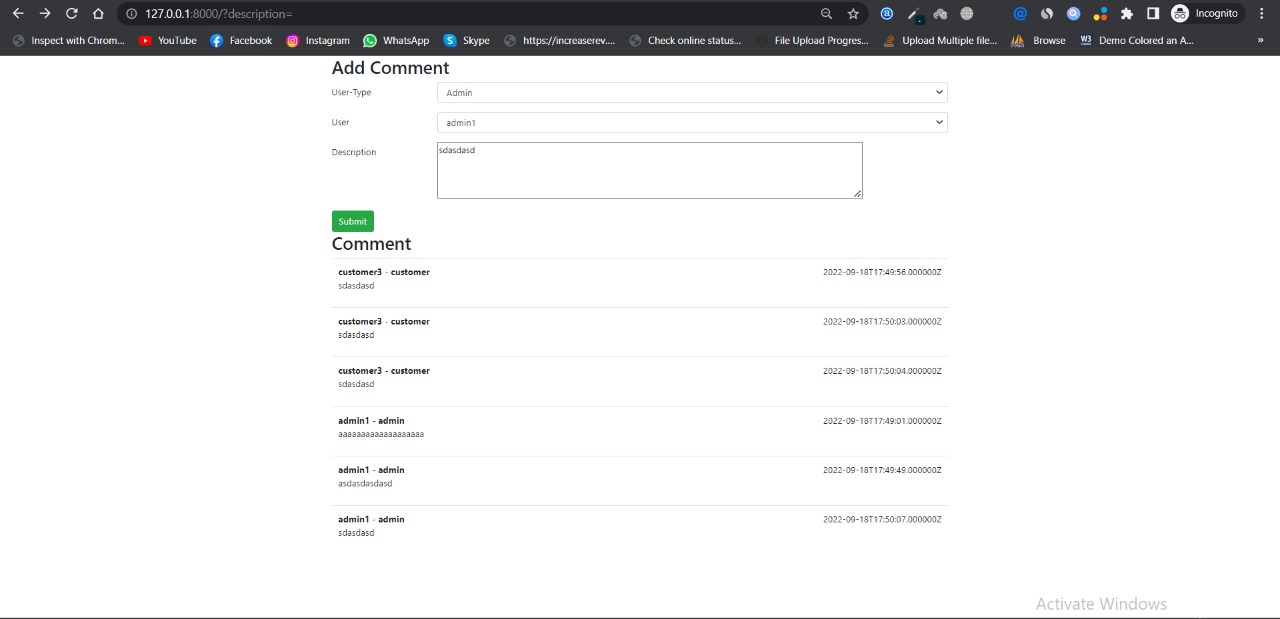 127.0.0.1:8000/?description=
Incognito
Inspect with Chrom... YouTube Facebook Instagram WhatsApp Skype https://increaserev.... Check online status... File Upload Progres... Upload Multiple file... Browse W3 Demo Colored an A... »
Add Comment
User-Type Admin
User admin1
Description sdasdasd
Submit
Comment
customer3 - customer 2022-09-18T17:49:56.000000Z
sdasdasd
customer3 - customer 2022-09-18T17:50:03.000000Z
sdasdasd
customer3 - customer 2022-09-18T17:50:04.000000Z
sdasdasd
admin1 - admin 2022-09-18T17:49:01.000000Z
aaaaaaaaaaaaaaaaaaa
admin1 - admin 2022-09-18T17:49:49.000000Z
asdasdasdasd
admin1 - admin 2022-09-18T17:50:07.000000Z
sdasdasd
Activate Windows